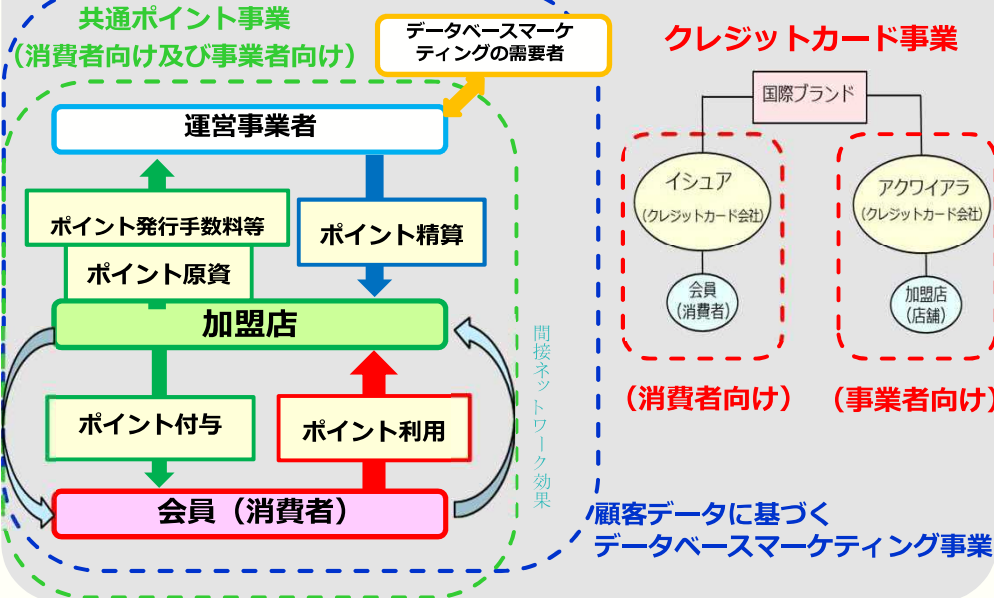 共通ポイント事業
（消費者向け及び事業者向け）
データベースマーケ
ティングの需要者
運営事業者
ポイント発行手数料等
ポイント原資
ポイント精算
加盟店
ポイント付与
ポイント利用
会員（消費者）
間接ネットワーク効果
クレジットカード事業
国際ブランド
イシュア
（クレジットカード会社）
アクワイアラ
（クレジットカード会社）
会員
（消費者）
加盟店
（店舗）
（消費者向け）
（事業者向け）
顧客データに基づく
データベースマーケティング事業